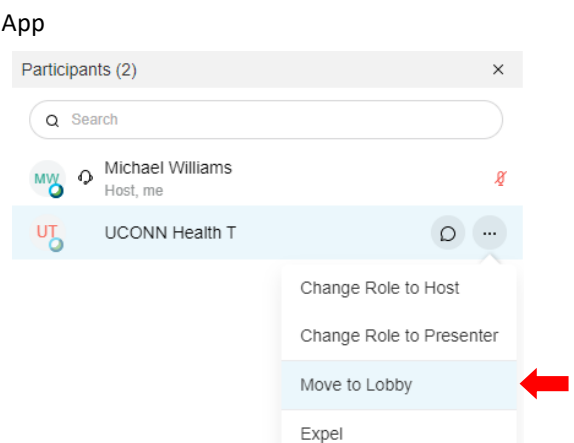 App
Participants (2)
Search
MW
Michael Williams
Host, me
UT
UCONN Health T
Change Role to Host
Change Role to Presenter
Move to Lobby
Expel